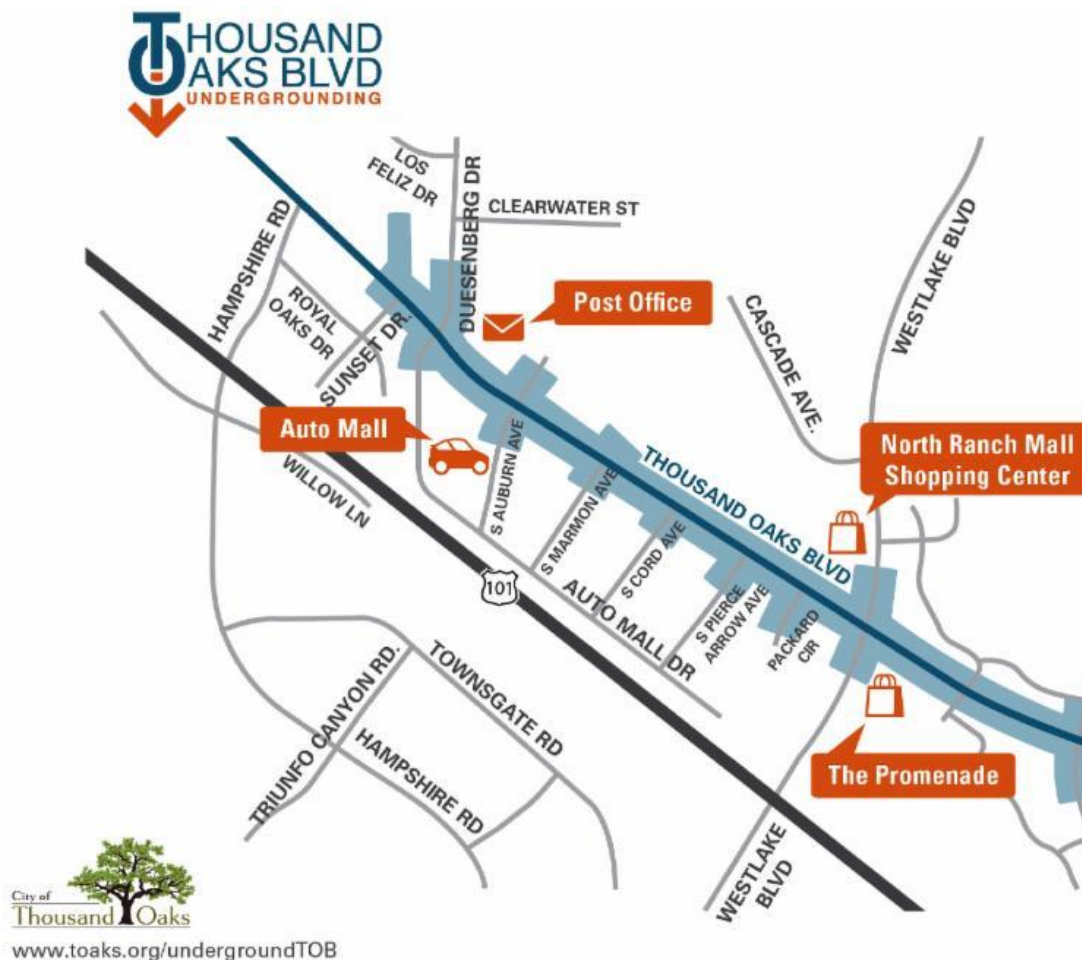 THOUSAND
OAKS BLVD
UNDERGROUNDING
LOS
FELIZ DR
DUESENBERG DR
CLEARWATER ST
HAMPSHIRE RD
WESTLAKE BLVD
ROYAL
OAKS DR
SUNSET DR.
Post Office
CASCADE AVE.
Auto Mall
North Ranch Mall
Shopping Center
WILLOW LN
S AUBURN AVE
THOUSAND OAKS BLVD
S MARMON AVE
S CORD AVE
S PIERCE
ARROW AVE
PACKARD
CIR
101
AUTO MALL DR
TOWNSGATE RD
TRIUNFO CANYON RD.
HAMPSHIRE RD
The Promenade
WESTLAKE
BLVD
City of
Thousand Oaks
www.toaks.org/undergroundTOB